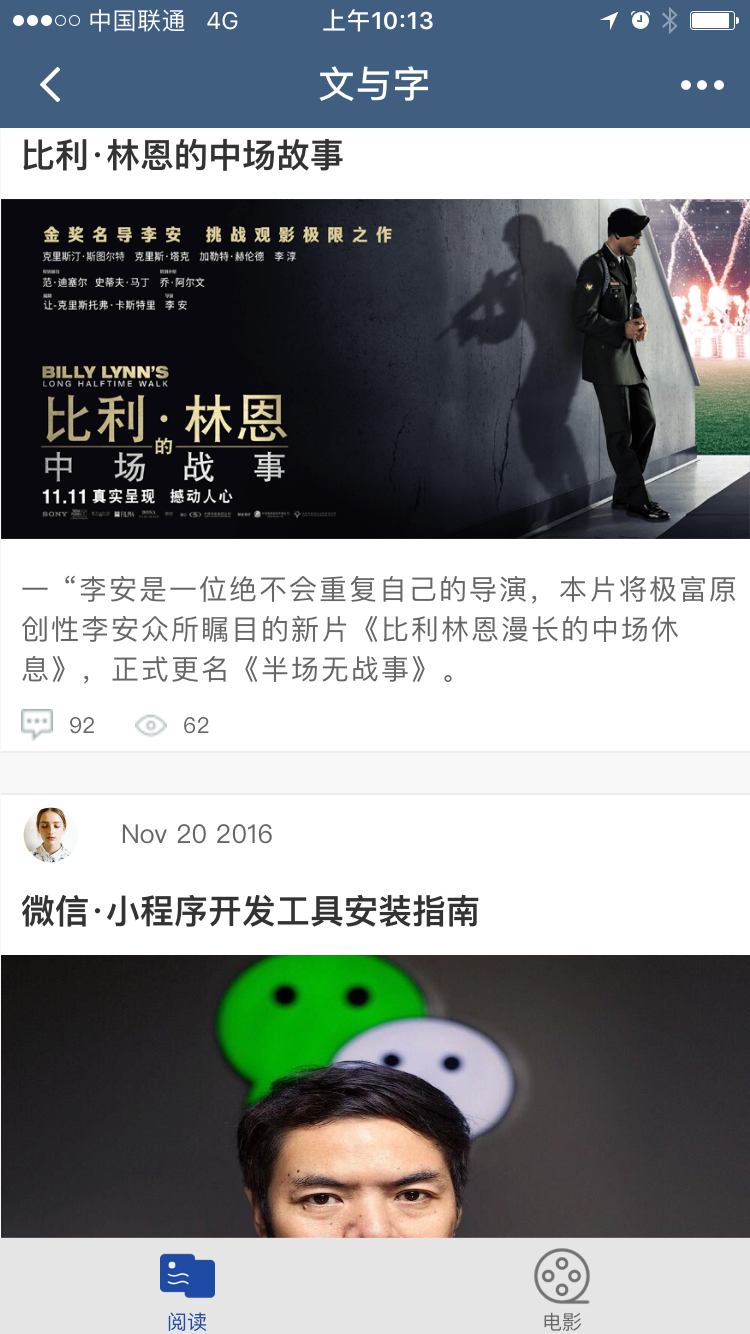 中国联通 4G 上午10:13
文与字
比利·林恩的中场故事
金奖名导李安 挑战观影极限之作
克里斯汀·斯图尔特 克里斯·塔克 加勒特·赫伦德 李淳
范·迪塞尔 史蒂夫·马丁 乔·阿尔文
让-克里斯托弗·卡斯特里 李安
BILLY LYNN'S
LONG HALFTIME WALK
比利·林恩
的
中场战事
11.11 真实呈现 撼动人心
SONY
一“李安是一位绝不会重复自己的导演，本片将极富原
创性李安众所瞩目的新片《比利林恩漫长的中场休
息》，正式更名《半场无战事》。
92 62
Nov 20 2016
微信·小程序开发工具安装指南
阅读 电影